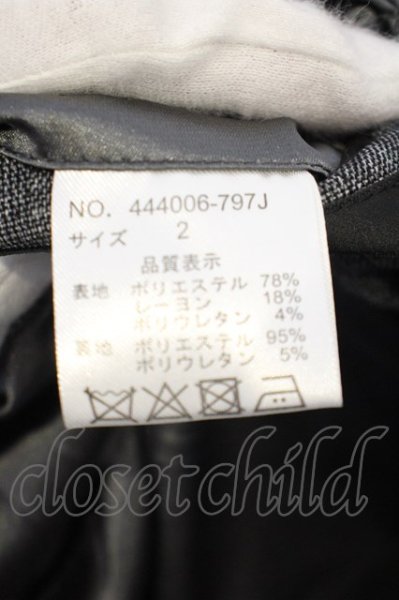 NO. 444006-797J
サイズ 2
品質表示
表地 ポリエステル 78%
レーヨン 18%
ポリウレタン 4%
裏地 ポリエステル 95%
ポリウレタン 5%
closetchild